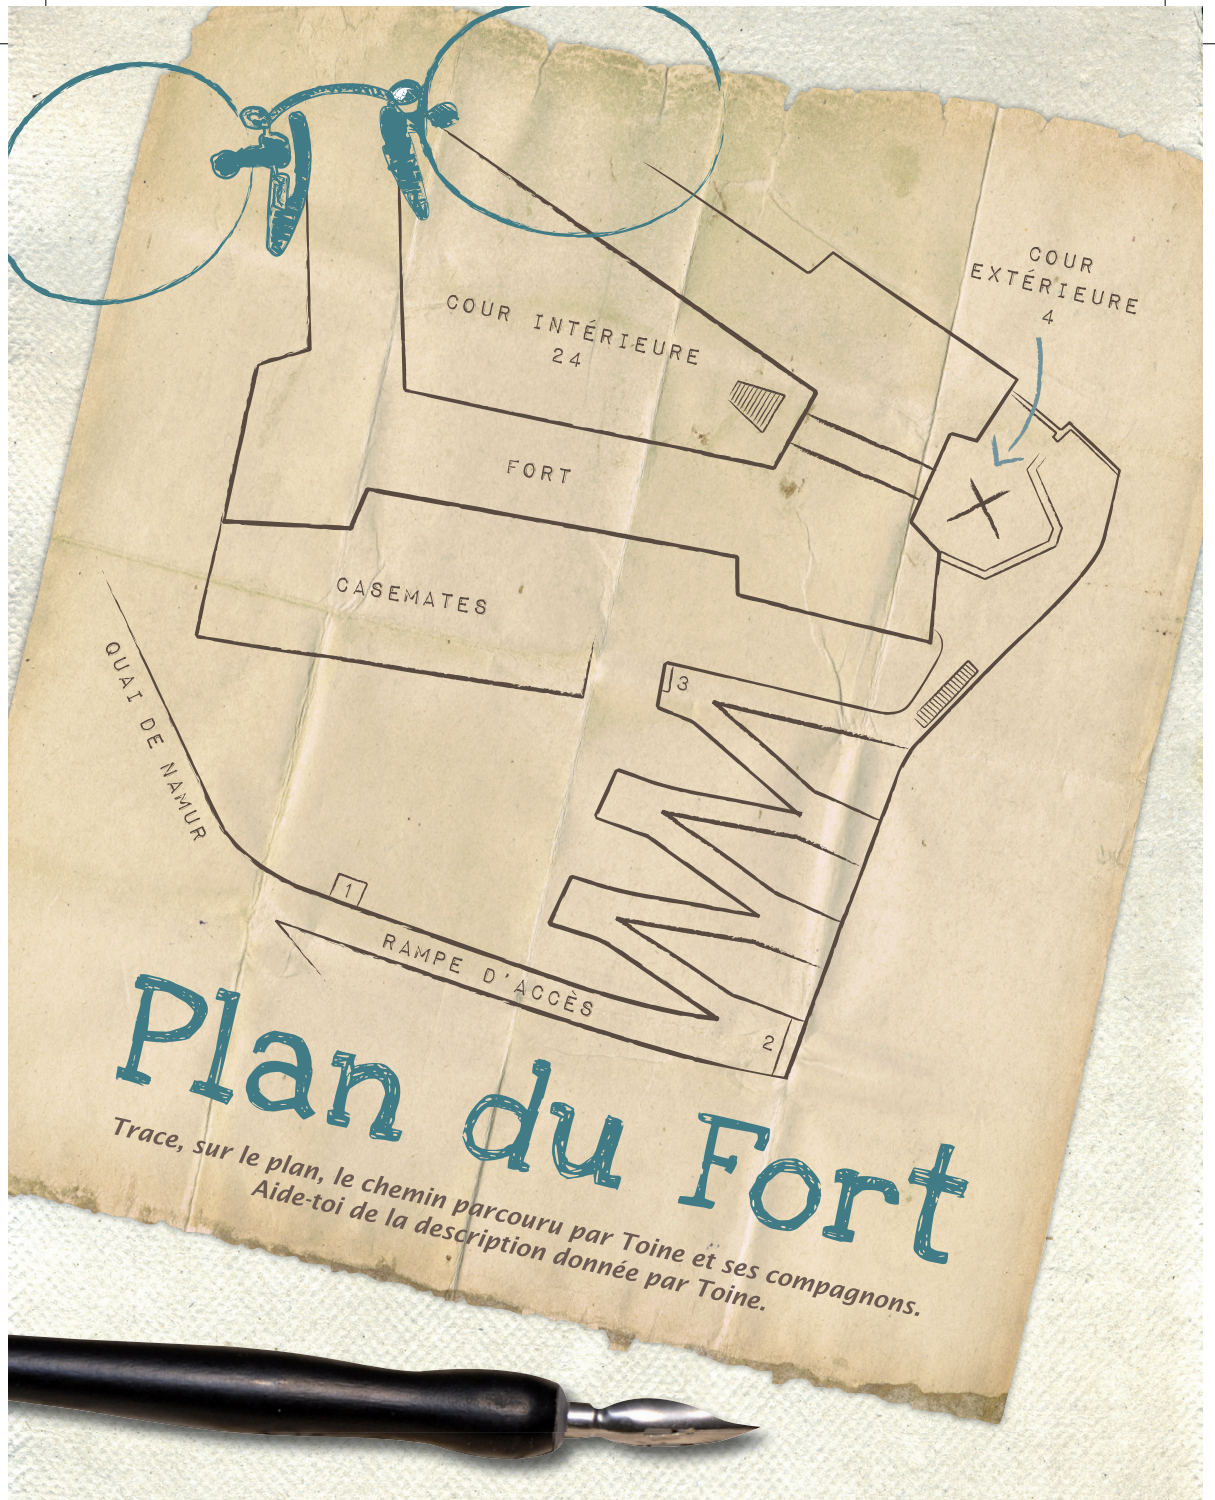 COUR
EXTÉRIEURE
4
COUR INTÉRIEURE
24
FORT
CASEMATES
QUAI DE NAMUR
3
1
RAMPE D'ACCÈS
2
Plan du Fort
Trace, sur le plan, le chemin parcouru par Toine et ses compagnons.
Aide-toi de la description donnée par Toine.